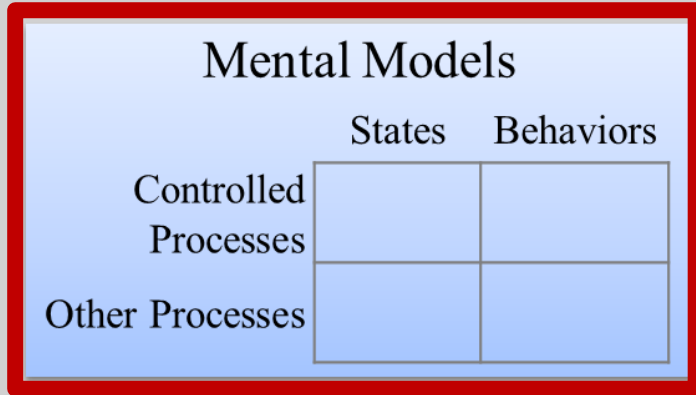 Mental Models
States Behaviors
Controlled
Processes
Other Processes